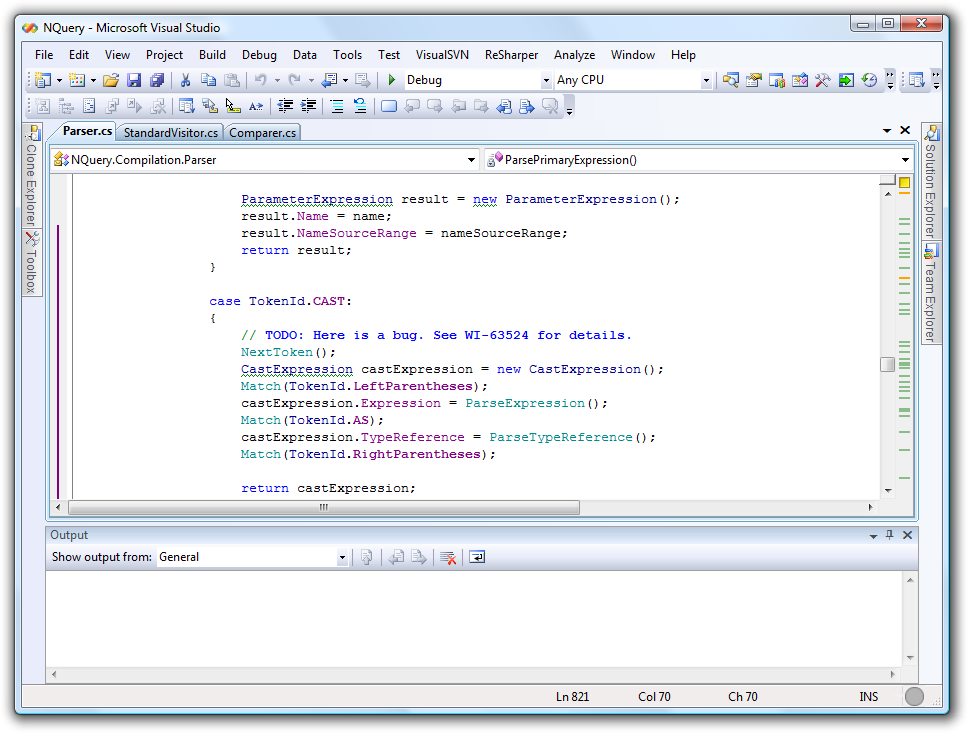 NQuery - Microsoft Visual Studio
File Edit View Project Build Debug Data Tools Test VisualSVN ReSharper Analyze Window Help
Debug Any CPU
Parser.cs StandardVisitor.cs Comparer.cs
NQuery.Compilation.Parser ParsePrimaryExpression()
Clone Explorer
Toolbox
Solution Explorer
Team Explorer
ParameterExpression result = new ParameterExpression();
result.Name = name;
result.NameSourceRange = nameSourceRange;
return result;
}
case TokenId.CAST:
{
// TODO: Here is a bug. See WI-63524 for details.
NextToken();
CastExpression castExpression = new CastExpression();
Match(TokenId.LeftParentheses);
castExpression.Expression = ParseExpression();
Match(TokenId.AS);
castExpression.TypeReference = ParseTypeReference();
Match(TokenId.RightParentheses);
return castExpression;
Output
Show output from: General
Ln 821 Col 70 Ch 70 INS